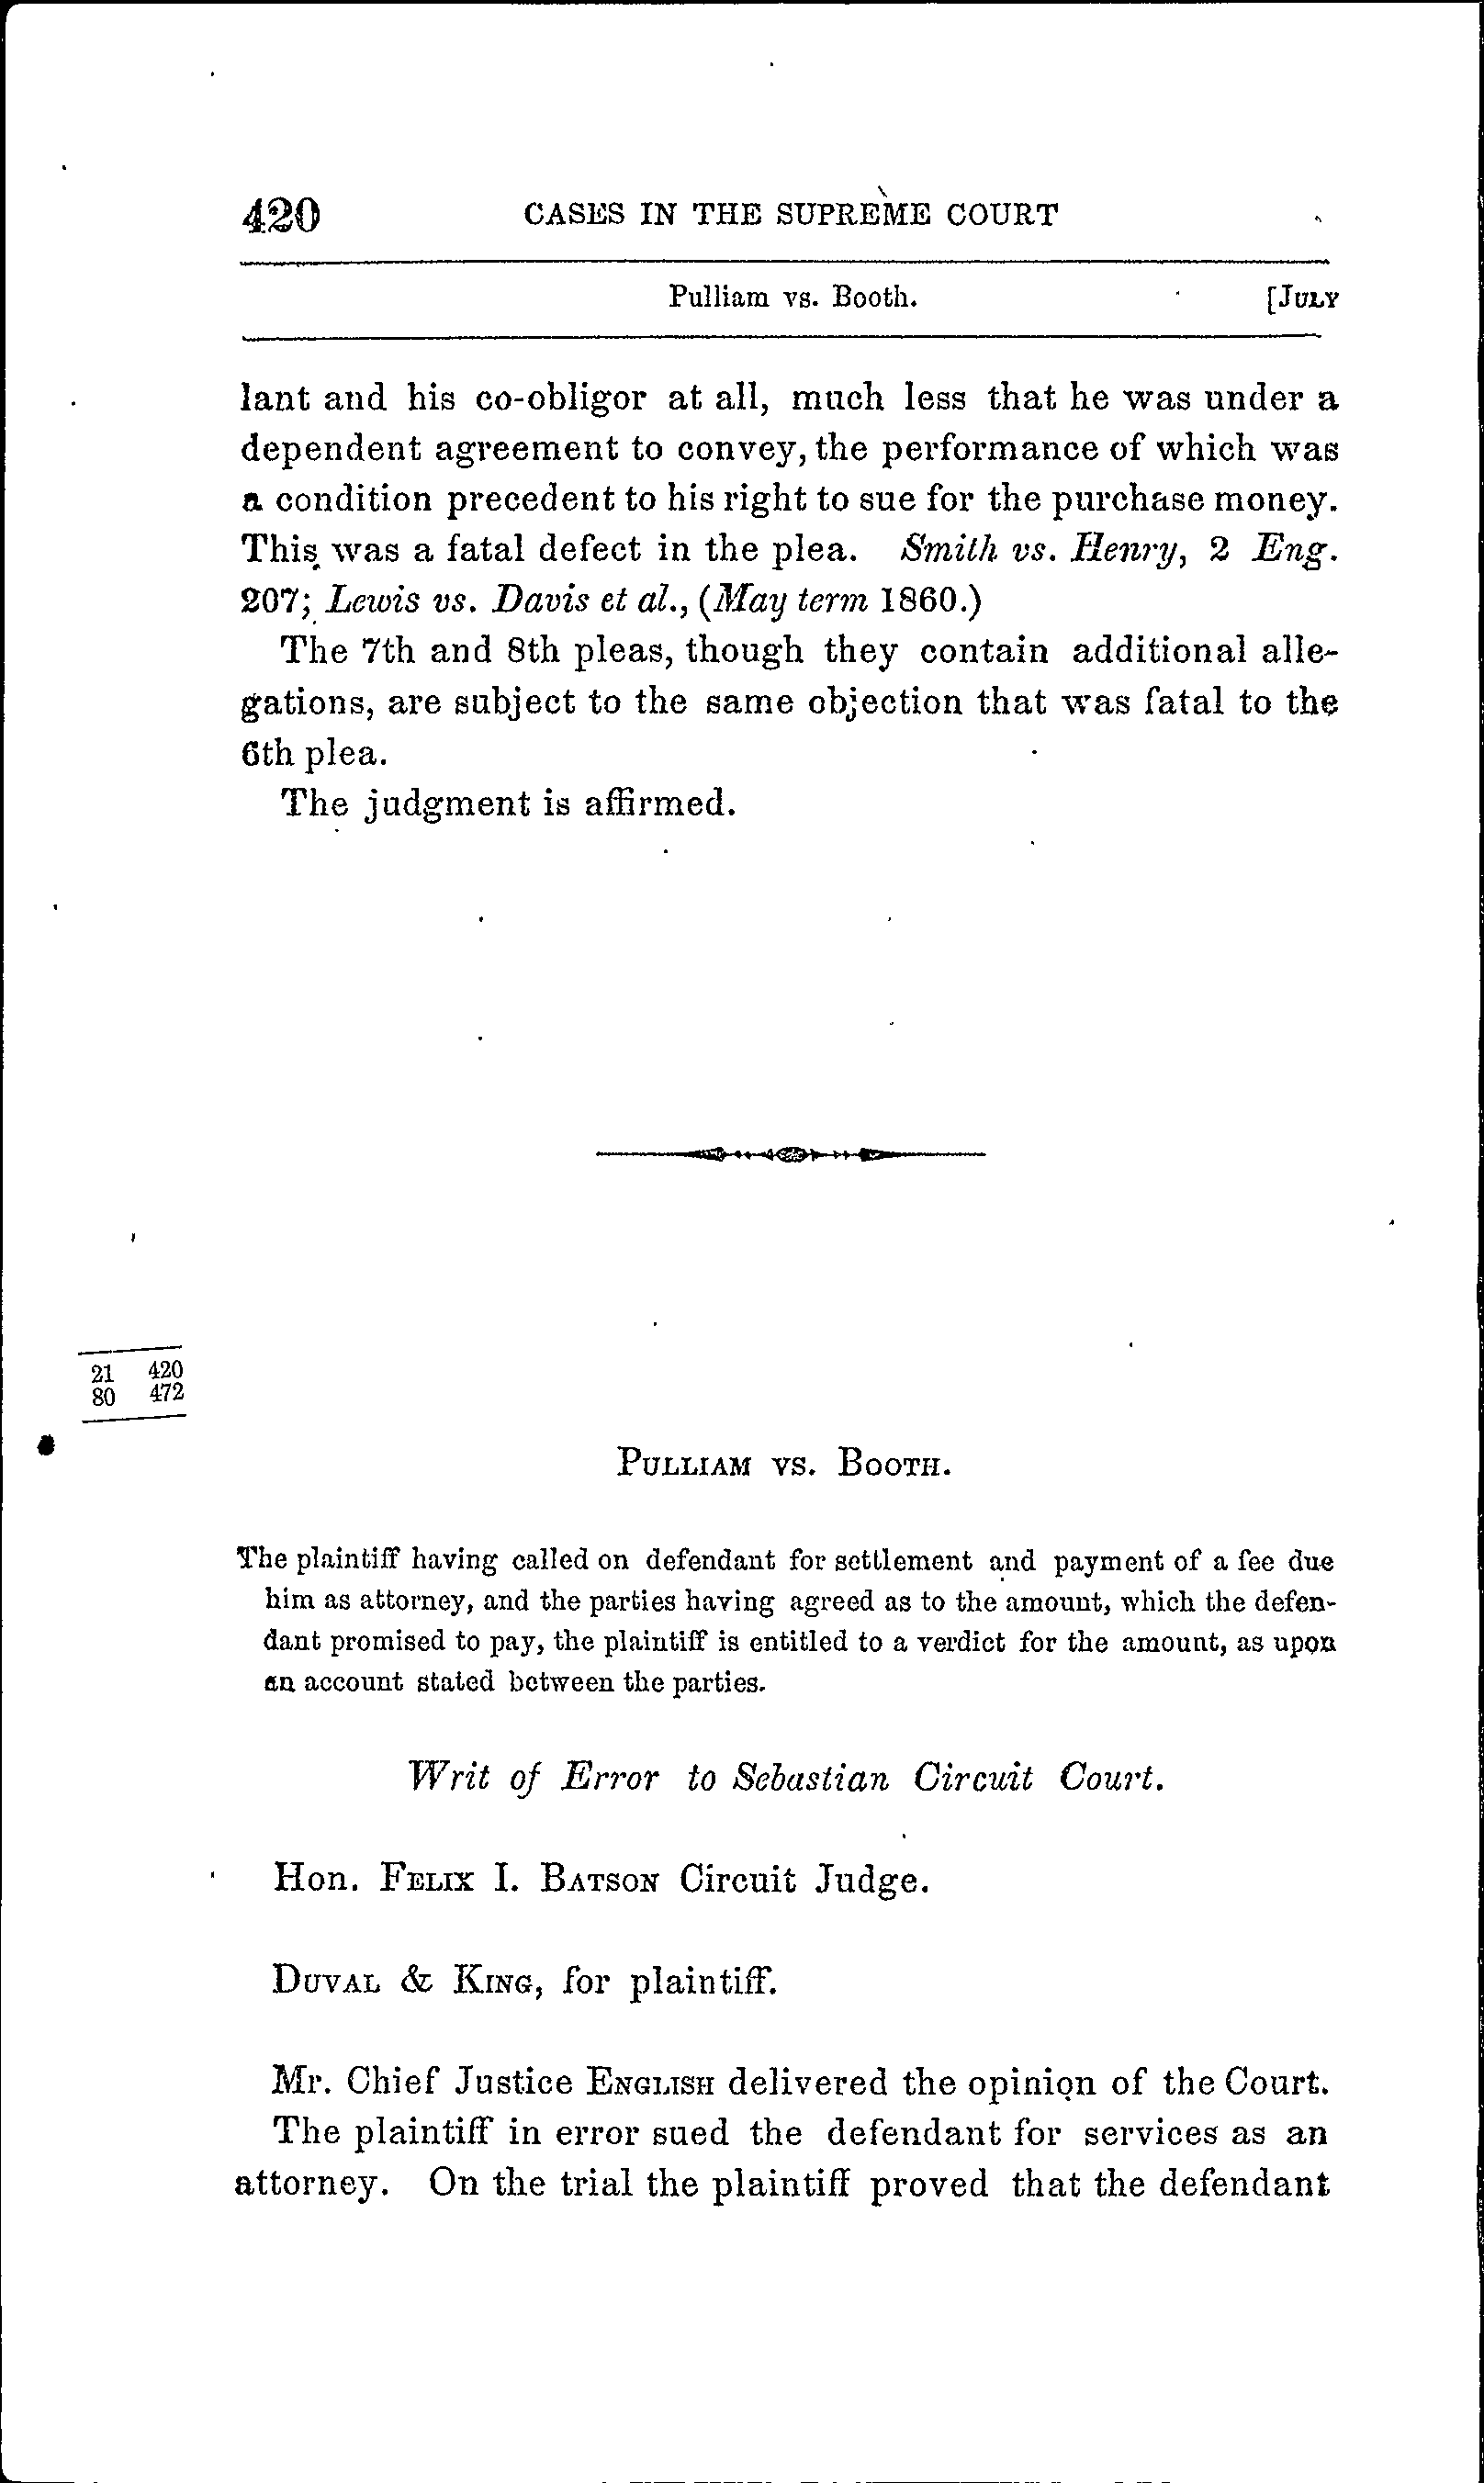 420 CASES IN THE SUPREME COURT
Pulliam vs. Booth. [JULY
lant and his co-obligor at all, much less that he was under a
dependent agreement to convey, the performance of which was
a condition precedent to his right to sue for the purchase money.
This was a fatal defect in the plea. Smith vs. Henry, 2 Eng.
207; Lewis vs. Davis et al., (May term 1860.)
The 7th and 8th pleas, though they contain additional alle-
gations, are subject to the same objection that was fatal to the
6th plea.
The judgment is affirmed.
21 420
80 472
PULLIAM VS. BOOTH.
The plaintiff having called on defendant for settlement and payment of a fee due
him as attorney, and the parties having agreed as to the amount, which the defen-
dant promised to pay, the plaintiff is entitled to a verdict for the amount, as upon
an account stated between the parties.
Writ of Error to Sebastian Circuit Court.
Hon. FELIX I. BATSON Circuit Judge.
DUVAL & KING, for plaintiff.
Mr. Chief Justice ENGLISH delivered the opinion of the Court.
The plaintiff in error sued the defendant for services as an
attorney. On the trial the plaintiff proved that the defendant